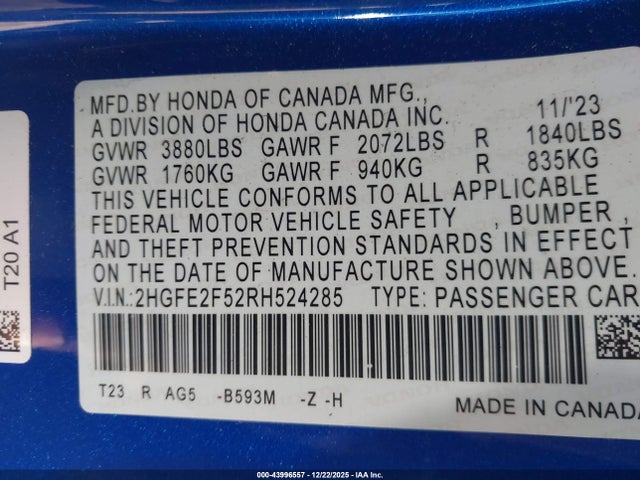 MFD.BY HONDA OF CANADA MFG.,
A DIVISION OF HONDA CANADA INC. 11/'23
GVWR 3880LBS GAWR F 2072LBS R 1840LBS
GVWR 1760KG GAWR F 940KG R 835KG
THIS VEHICLE CONFORMS TO ALL APPLICABLE
FEDERAL MOTOR VEHICLE SAFETY , BUMPER ,
AND THEFT PREVENTION STANDARDS IN EFFECT
ON THE DATE OF MANUFACTURE SHOWN ABOVE.
V.I.N.: 2HGFE2F52RH524285 TYPE: PASSENGER CAR
T23 R AG5 -B593M -Z -H
MADE IN CANADA
T20 A1
000-43996557 - 12/22/2025 - IAA Inc.